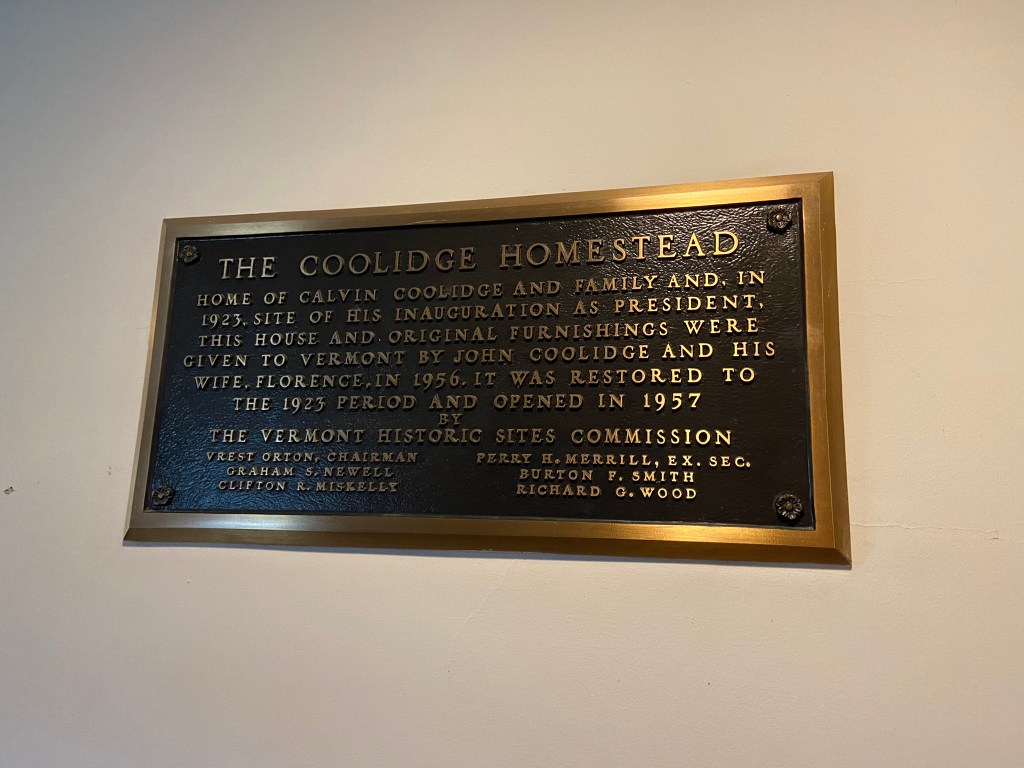 THE COOLIDGE HOMESTEAD
HOME OF CALVIN COOLIDGE AND FAMILY AND, IN
1923, SITE OF HIS INAUGURATION AS PRESIDENT,
THIS HOUSE AND ORIGINAL FURNISHINGS WERE
GIVEN TO VERMONT BY JOHN COOLIDGE AND HIS
WIFE, FLORENCE, IN 1956. IT WAS RESTORED TO
THE 1923 PERIOD AND OPENED IN 1957
BY
THE VERMONT HISTORIC SITES COMMISSION
VREST ORTON, CHAIRMAN
GRAHAM S. NEWELL
CLIFTON R. MISKELLY
PERRY H. MERRILL, EX. SEC.
BURTON F. SMITH
RICHARD G. WOOD